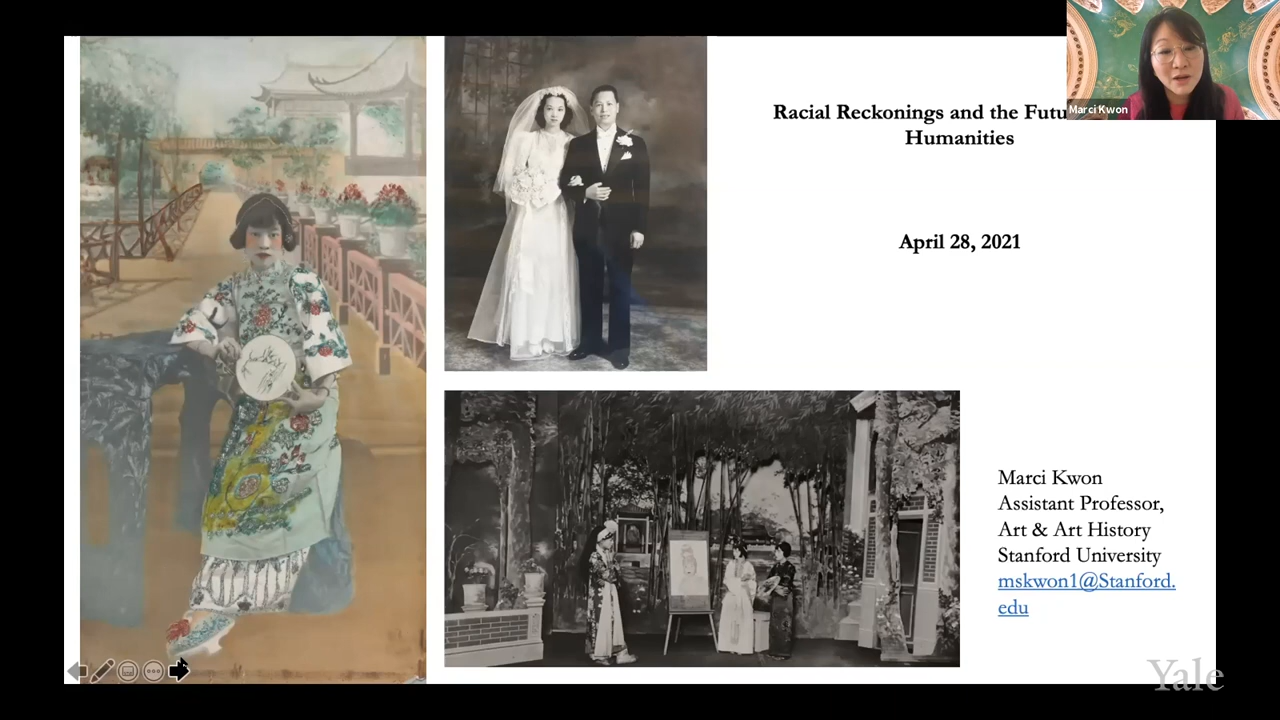 Marci Kwon
Racial Reckonings and the Futu
Humanities
April 28, 2021
Marci Kwon
Assistant Professor,
Art & Art History
Stanford University
mskwon1@Stanford.
edu
Yale